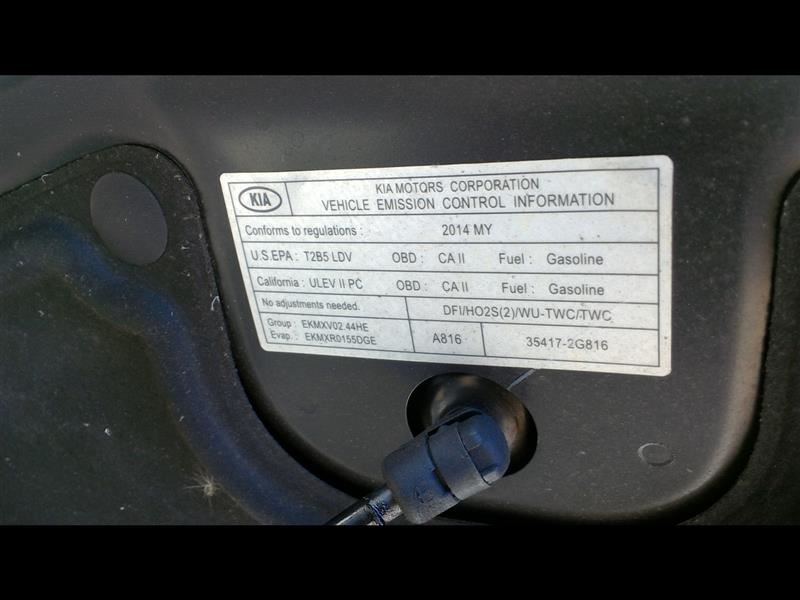 KIA
KIA MOTORS CORPORATION
VEHICLE EMISSION CONTROL INFORMATION
Conforms to regulations : 2014 MY
U.S.EPA : T2B5 LDV OBD : CA II Fuel : Gasoline
California : ULEV II PC OBD : CA II Fuel : Gasoline
No adjustments needed. DFI/HO2S(2)/WU-TWC/TWC
Group : EKMXV02.44HE
Evap. : EKMXR0155DGE
A816
35417-2G816